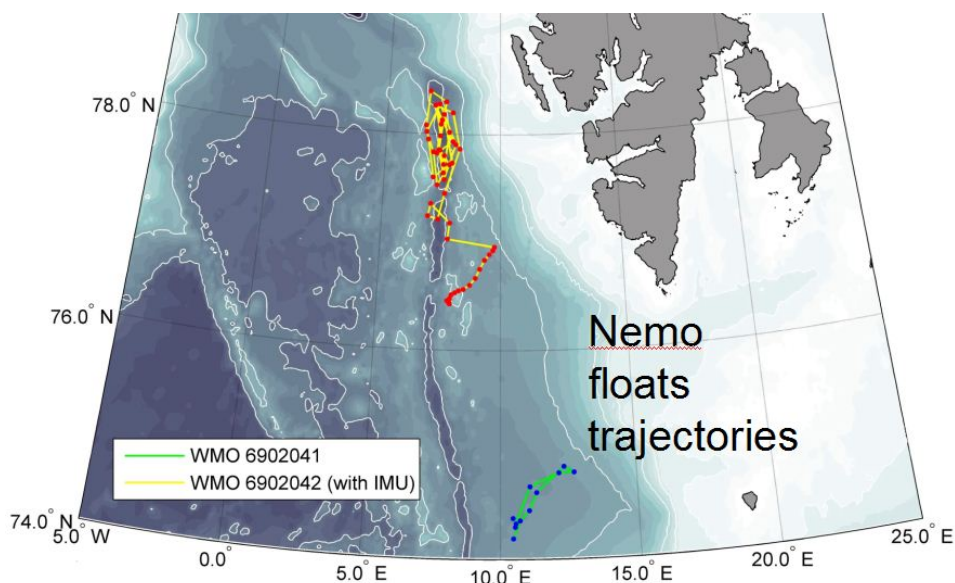 78.0° N
76.0° N
Nemo
floats
trajectories
WMO 6902041
WMO 6902042 (with IMU)
74.0° N
5.0° W
0.0°
5.0° E
10.0° E
15.0° E
20.0° E
25.0° E